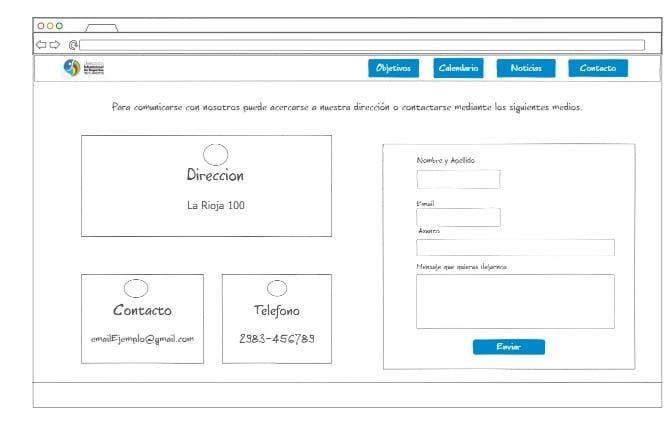 @
Objetivos
Calendario
Noticias
Contacto
Para comunicarse con nosotros puede acercarse a nuestra dirección o contactarse mediante los siguientes medios.
Direccion
La Rioja 100
Contacto
emailEjemplo@gmail.com
Telefono
2983-456789
Nombre y Apellido
Email
Asunto
Mensaje que quieras dejarnos
Enviar